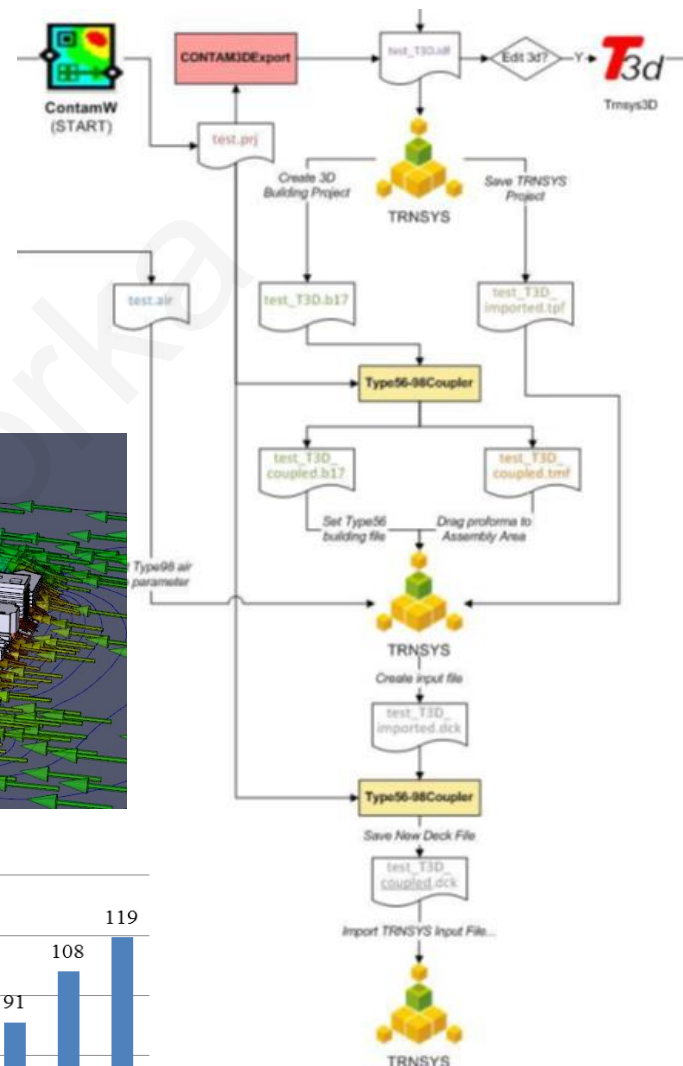 ContamW
(START)
CONTAM3DExport
test_T3D.idf
Edit 3d?
Y
T3d
Trnsys3D
test.prj
Create 3D
Building Project
TRNSYS
Save TRNSYS
Project
test.air
test_T3D.b17
test_T3D_
imported.tpf
Type56-98Coupler
test_T3D_
coupled.b17
test_T3D_
coupled.tmf
Set Type56
building file
Drag proforma to
Assembly Area
Type98 air
parameter
TRNSYS
Create input file
test_T3D_
imported.dck
Type56-98Coupler
Save New Deck File
test_T3D_
coupled.dck
Import TRNSYS Input File...
TRNSYS
91
108
119